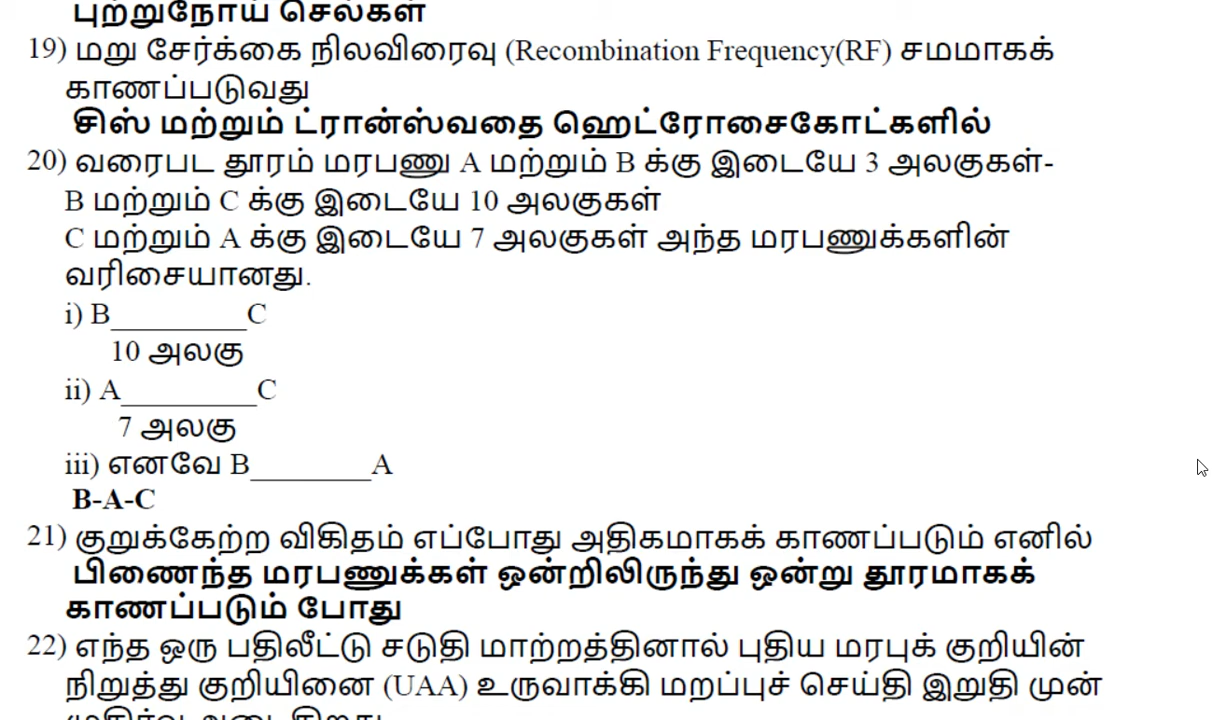 புற்றுநோய் செல்கள்
19) மறு சேர்க்கை நிலவிரைவு (Recombination Frequency(RF) சமமாகக்
காணப்படுவது
சிஸ் மற்றும் ட்ரான்ஸ்வதை ஹெட்ரோசைகோட்களில்
20) வரைபட தூரம் மரபணு A மற்றும் B க்கு இடையே 3 அலகுகள்-
B மற்றும் C க்கு இடையே 10 அலகுகள்
C மற்றும் A க்கு இடையே 7 அலகுகள் அந்த மரபணுக்களின்
வரிசையானது.
i) B_________C
10 அலகு
ii) A_________C
7 அலகு
iii) எனவே B________A
B-A-C
21) குறுக்கேற்ற விகிதம் எப்போது அதிகமாகக் காணப்படும் எனில்
பிணைந்த மரபணுக்கள் ஒன்றிலிருந்து ஒன்று தூரமாகக்
காணப்படும் போது
22) எந்த ஒரு பதிலீட்டு சடுதி மாற்றத்தினால் புதிய மரபுக் குறியின்
நிறுத்து குறியினை (UAA) உருவாக்கி மறப்புச் செய்தி இறுதி முன்